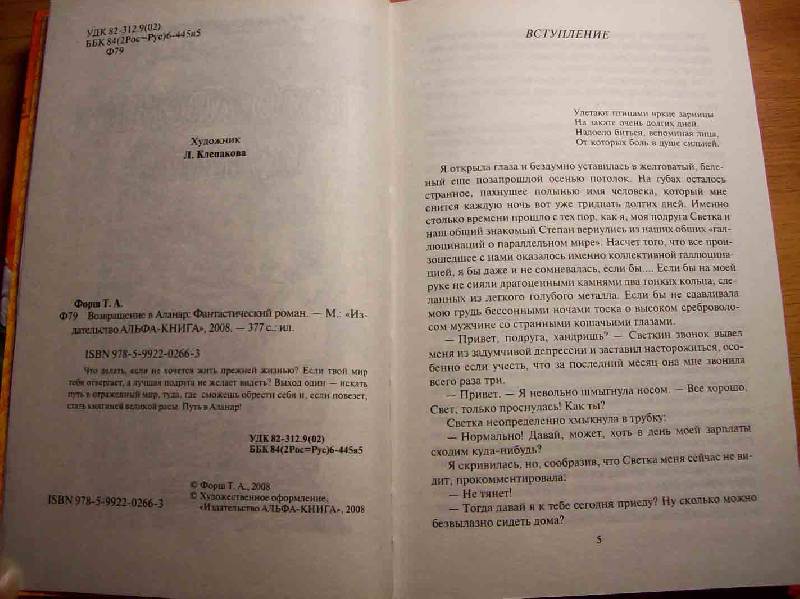 УДК 82-312.9(02)
ББК 84(2Рос=Рус)6-445я5
Ф79
Художник
Л. Клепакова
Форш Т. А.
Ф79 Возвращение в Аланар: Фантастический роман. — М.: «Из-
дательство АЛЬФА-КНИГА», 2008. — 377 с.: ил.
ISBN 978-5-9922-0266-3
Что делать, если не хочется жить прежней жизнью? Если твой мир
тебя отвергает, а лучшая подруга не желает видеть? Выход один — искать
путь в отраженный мир, туда, где сможешь обрести себя и, если повезет,
стать княгиней великой расы. Путь в Аланар!
УДК 82-312.9(02)
ББК 84(2Рос=Рус)6-445я5
© Форш Т. А., 2008
© Художественное оформление,
«Издательство АЛЬФА-КНИГА», 2008
ISBN 978-5-9922-0266-3
ВСТУПЛЕНИЕ
Улетают птицами яркие зарницы
На закате очень долгих дней.
Надоело биться, вспоминая лица,
От которых боль в душе сильней.
Я открыла глаза и бездумно уставилась в желтоватый, беле-
ный еще позапрошлой осенью потолок. На губах осталось
странное, пахнущее полынью имя человека, который мне
снится каждую ночь вот уже тридцать долгих дней. Именно
столько времени прошло с тех пор, как я, моя подруга Светка и
наш общий знакомый Степан вернулись из наших общих «гал-
люцинаций о параллельном мире». Насчет того, что все про-
изошедшее с нами оказалось именно коллективной галлюцина-
цией, я бы даже и не сомневалась, если бы... Если бы на моей
руке не сияли драгоценными камнями два тонких кольца, сде-
ланных из легкого голубого металла. Если бы не сдавливала
мою грудь бессонными ночами тоска о высоком среброволо-
сом мужчине со странными кошачьими глазами.
— Привет, подруга, хандришь? — Светкин звонок вывел
меня из задумчивой депрессии и заставил насторожиться, осо-
бенно если учесть, что за последний месяц она мне звонила
всего раза три.
— Привет. — Я невольно шмыгнула носом. — Все хорошо,
Свет, только проснулась! Как ты?
Светка неопределенно хмыкнула в трубку:
— Нормально! Давай, может, хоть в день моей зарплаты
сходим куда-нибудь?
Я скривилась, но, сообразив, что Светка меня сейчас не ви-
дит, прокомментировала:
— Не тянет!
— Тогда давай я к тебе сегодня приеду? Ну сколько можно
безвылазно сидеть дома?
5